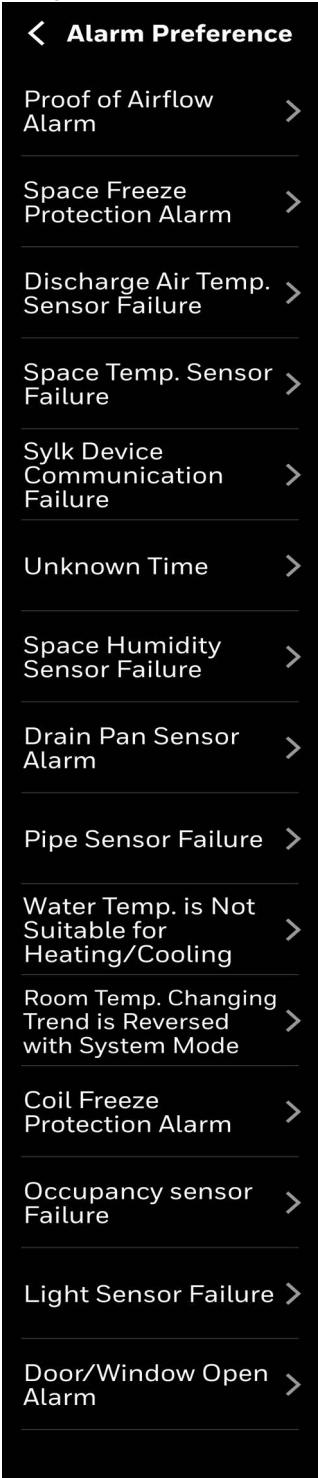 Alarm Preference
Proof of Airflow
Alarm
Space Freeze
Protection Alarm
Discharge Air Temp.
Sensor Failure
Space Temp. Sensor
Failure
Sylk Device
Communication
Failure
Unknown Time
Space Humidity
Sensor Failure
Drain Pan Sensor
Alarm
Pipe Sensor Failure
Water Temp. is Not
Suitable for
Heating/Cooling
Room Temp. Changing
Trend is Reversed
with System Mode
Coil Freeze
Protection Alarm
Occupancy sensor
Failure
Light Sensor Failure
Door/Window Open
Alarm